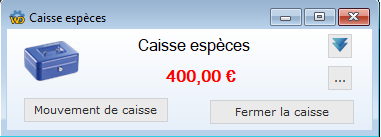 Caisse espèces
Caisse espèces
400,00 €
...
Mouvement de caisse
Fermer la caisse